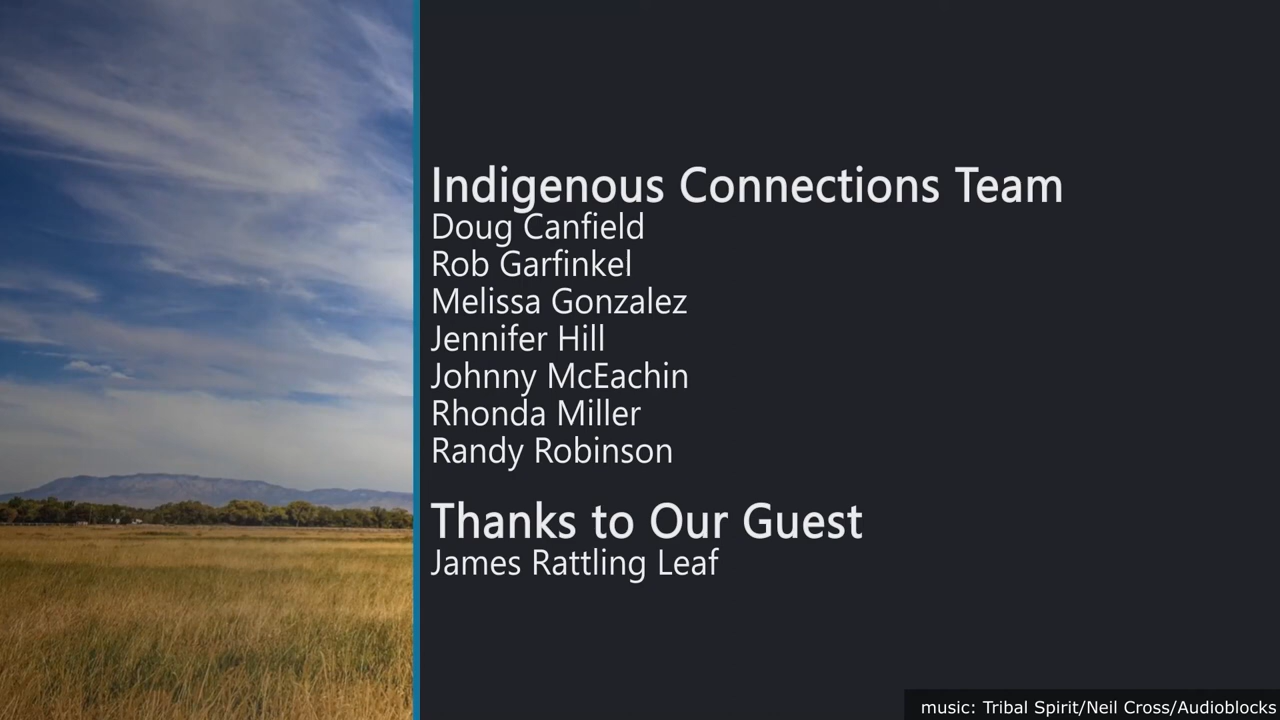 Indigenous Connections Team
Doug Canfield
Rob Garfinkel
Melissa Gonzalez
Jennifer Hill
Johnny McEachin
Rhonda Miller
Randy Robinson
Thanks to Our Guest
James Rattling Leaf
music: Tribal Spirit/Neil Cross/Audioblocks